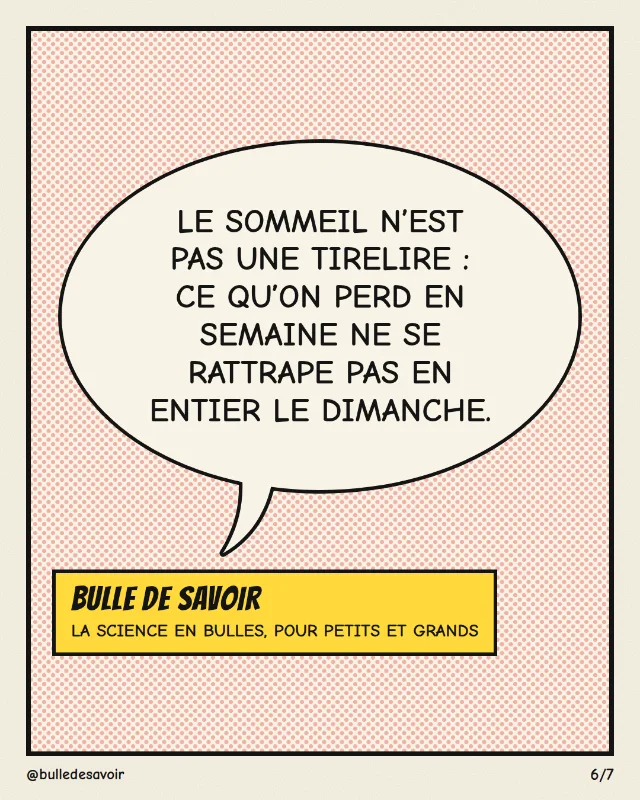 LE SOMMEIL N'EST
PAS UNE TIRELIRE :
CE QU'ON PERD EN
SEMAINE NE SE
RATTRAPE PAS EN
ENTIER LE DIMANCHE.
BULLE DE SAVOIR
LA SCIENCE EN BULLES, POUR PETITS ET GRANDS
@bulledesavoir
6/7